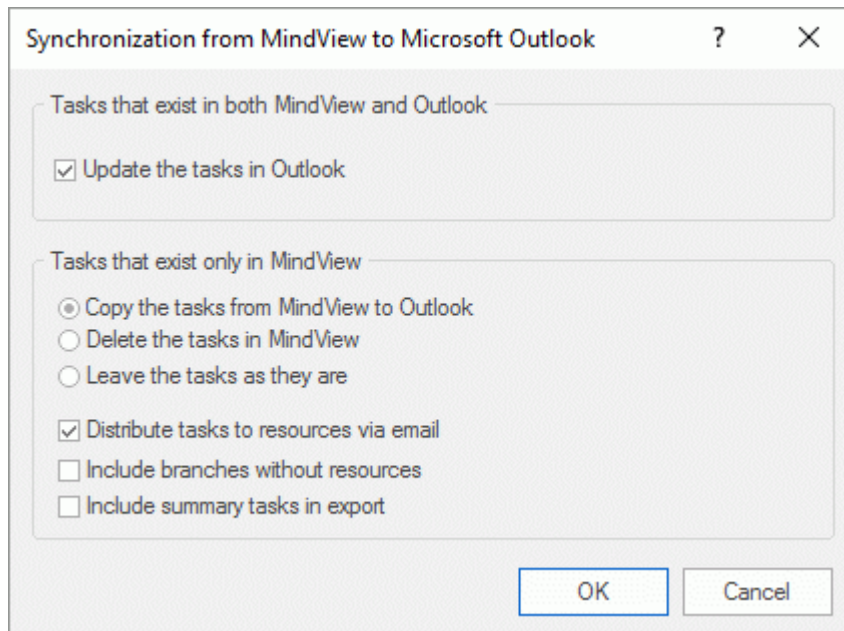 Synchronization from MindView to Microsoft Outlook ?
Tasks that exist in both MindView and Outlook
Update the tasks in Outlook
Tasks that exist only in MindView
Copy the tasks from MindView to Outlook
Delete the tasks in MindView
Leave the tasks as they are
Distribute tasks to resources via email
Include branches without resources
Include summary tasks in export
OK Cancel